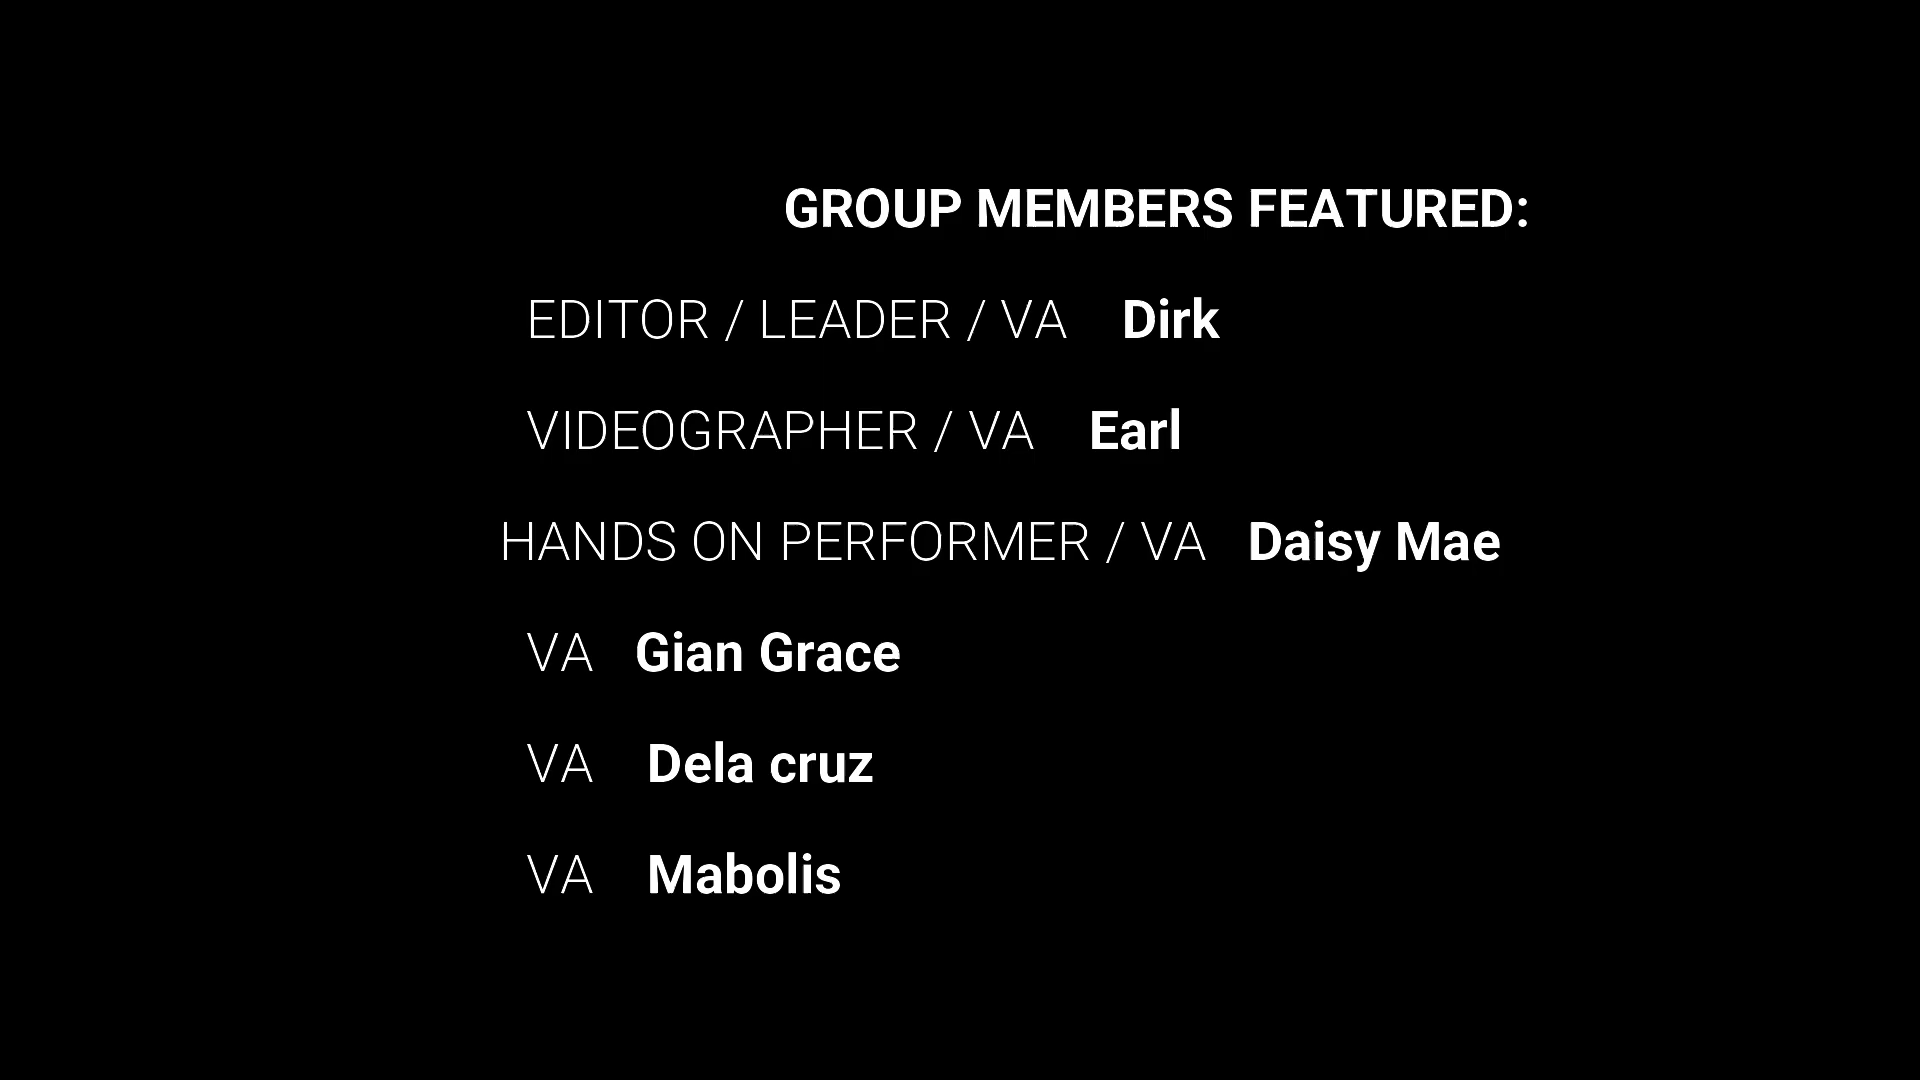 GROUP MEMBERS FEATURED:
EDITOR / LEADER / VA Dirk
VIDEOGRAPHER / VA Earl
HANDS ON PERFORMER / VA Daisy Mae
VA Gian Grace
VA Dela cruz
VA Mabolis